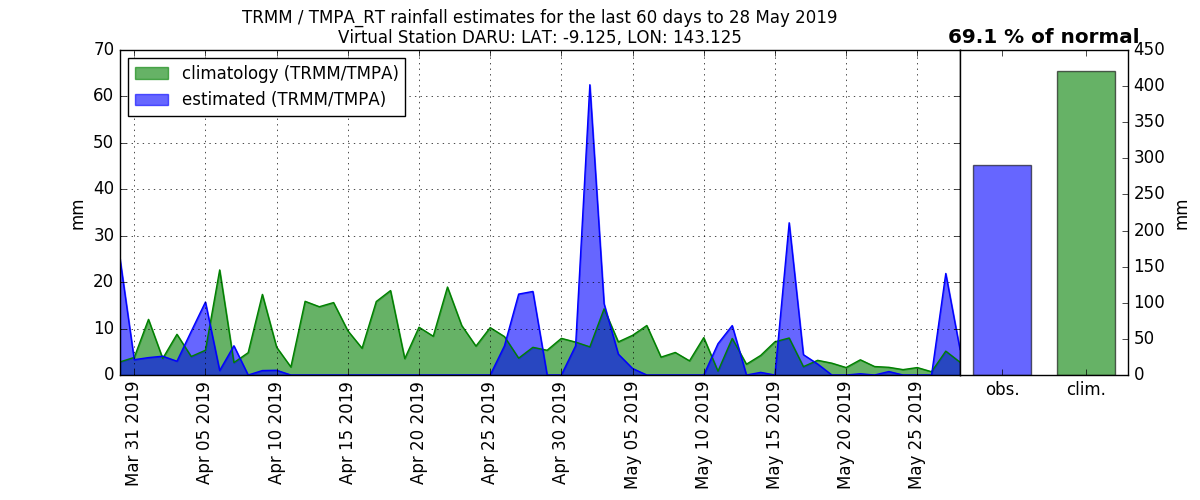 TRMM / TMPA_RT rainfall estimates for the last 60 days to 28 May 2019
Virtual Station DARU: LAT: -9.125, LON: 143.125
69.1 % of normal
climatology (TRMM/TMPA)
estimated (TRMM/TMPA)
70
60
50
40
30
20
10
0
mm
Mar 31 2019
Apr 05 2019
Apr 10 2019
Apr 15 2019
Apr 20 2019
Apr 25 2019
Apr 30 2019
May 05 2019
May 10 2019
May 15 2019
May 20 2019
May 25 2019
450
400
350
300
250
200
150
100
50
0
mm
obs.
clim.